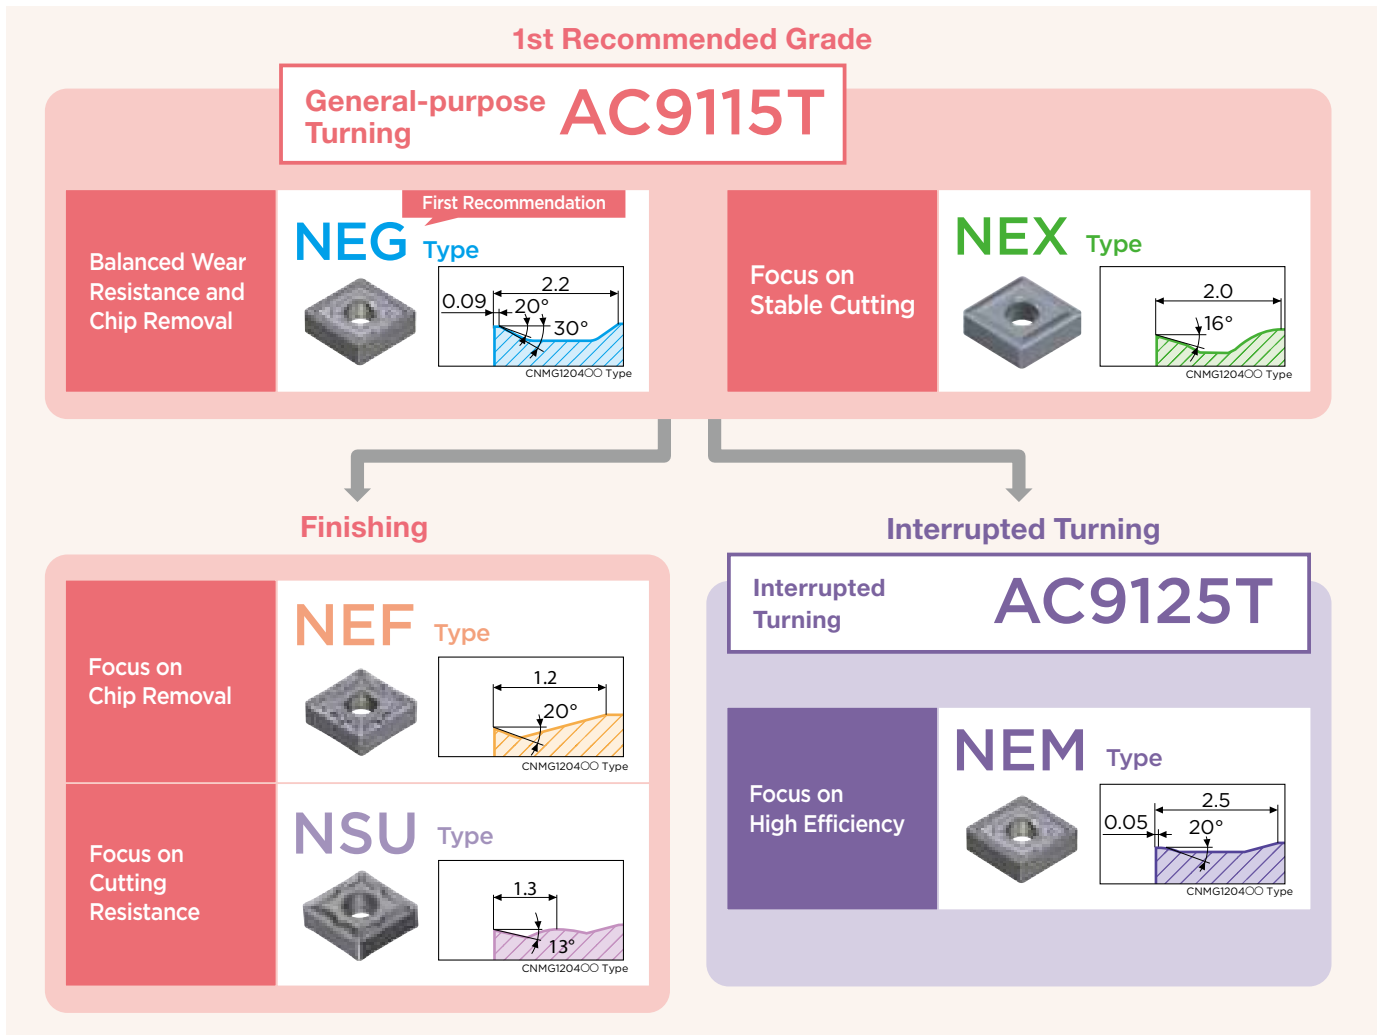 1st Recommended Grade
General-purpose
Turning
AC9115T
Balanced Wear
Resistance and
Chip Removal
First Recommendation
NEG Type
2.2
0.09
20°
30°
CNMG1204○○ Type
Focus on
Stable Cutting
NEX Type
2.0
16°
CNMG1204○○ Type
Finishing
Focus on
Chip Removal
NEF Type
1.2
20°
CNMG1204○○ Type
Focus on
Cutting
Resistance
NSU Type
1.3
13°
CNMG1204○○ Type
Interrupted Turning
Interrupted
Turning
AC9125T
Focus on
High Efficiency
NEM Type
2.5
0.05
20°
CNMG1204○○ Type